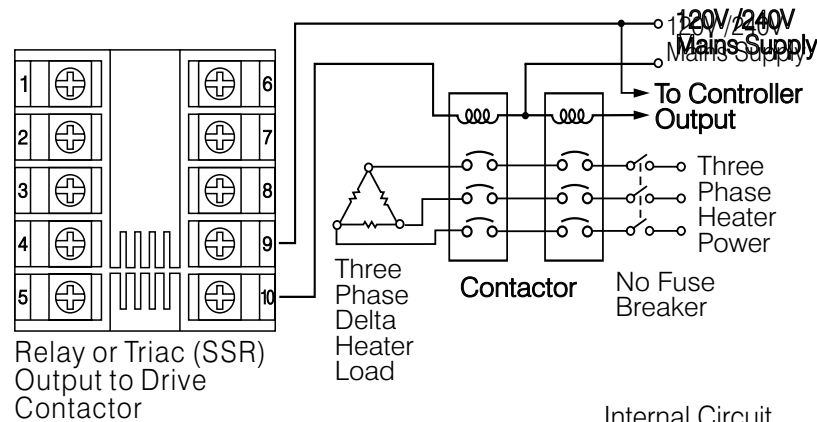 120V /240V
Mains Supply
1
6
2
7
3
8
4
9
5
10
To Controller
Output
Three
Phase
Heater
Power
Three
Phase
Delta
Heater
Load
Contactor
No Fuse
Breaker
Relay or Triac (SSR)
Output to Drive
Contactor
Internal Circuit